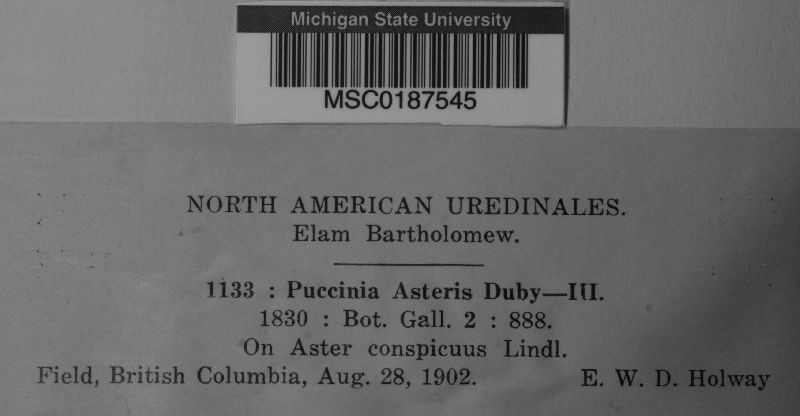 Michigan State University
MSC0187545
NORTH AMERICAN UREDINALES.
Elam Bartholomew.
1133 : Puccinia Asteris Duby—III.
1830 : Bot. Gall. 2 : 888.
On Aster conspicuus Lindl.
Field, British Columbia, Aug. 28, 1902. E. W. D. Holway